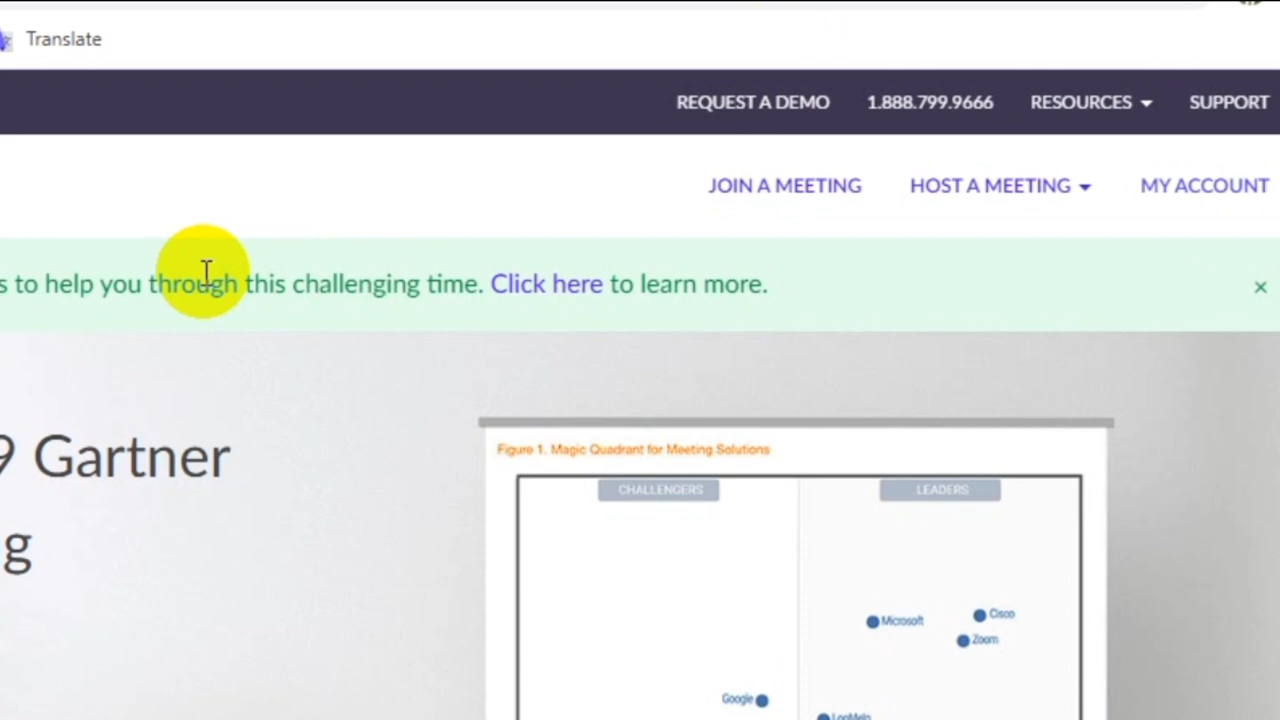 Translate
REQUEST A DEMO 1.888.799.9666 RESOURCES SUPPORT
JOIN A MEETING HOST A MEETING MY ACCOUNT
s to help you through this challenging time. Click here to learn more. ×
9 Gartner
g
Figure 1. Magic Quadrant for Meeting Solutions
CHALLENGERS LEADERS
Cisco
Microsoft
Zoom
Google
LogMeIn